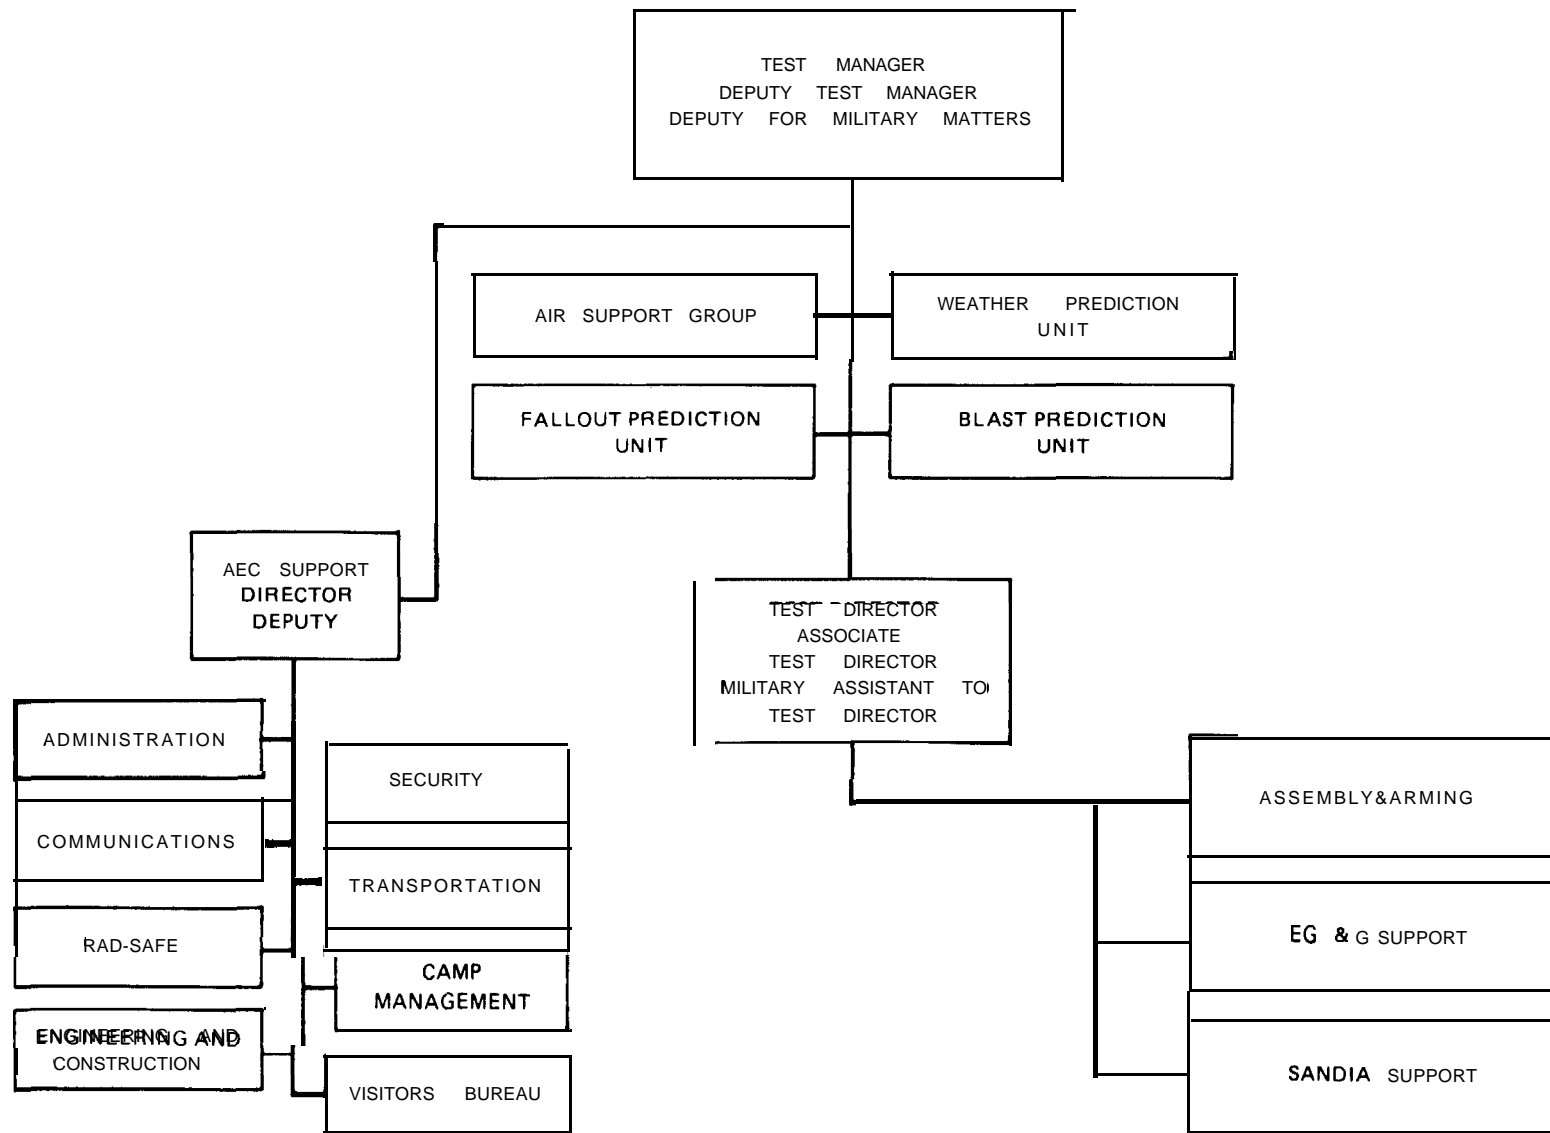 TEST MANAGER
DEPUTY TEST MANAGER
DEPUTY FOR MILITARY MATTERS
AIR SUPPORT GROUP
WEATHER PREDICTION
UNIT
FALLOUT PREDICTION
UNIT
BLAST PREDICTION
UNIT
AEC SUPPORT
DIRECTOR
DEPUTY
TEST DIRECTOR
ASSOCIATE
TEST DIRECTOR
MILITARY ASSISTANT TO
TEST DIRECTOR
ADMINISTRATION
SECURITY
ASSEMBLY&ARMING
COMMUNICATIONS
TRANSPORTATION
RAD-SAFE
EG & G SUPPORT
CAMP
MANAGEMENT
ENGINEERING AND
CONSTRUCTION
SANDIA SUPPORT
VISITORS BUREAU